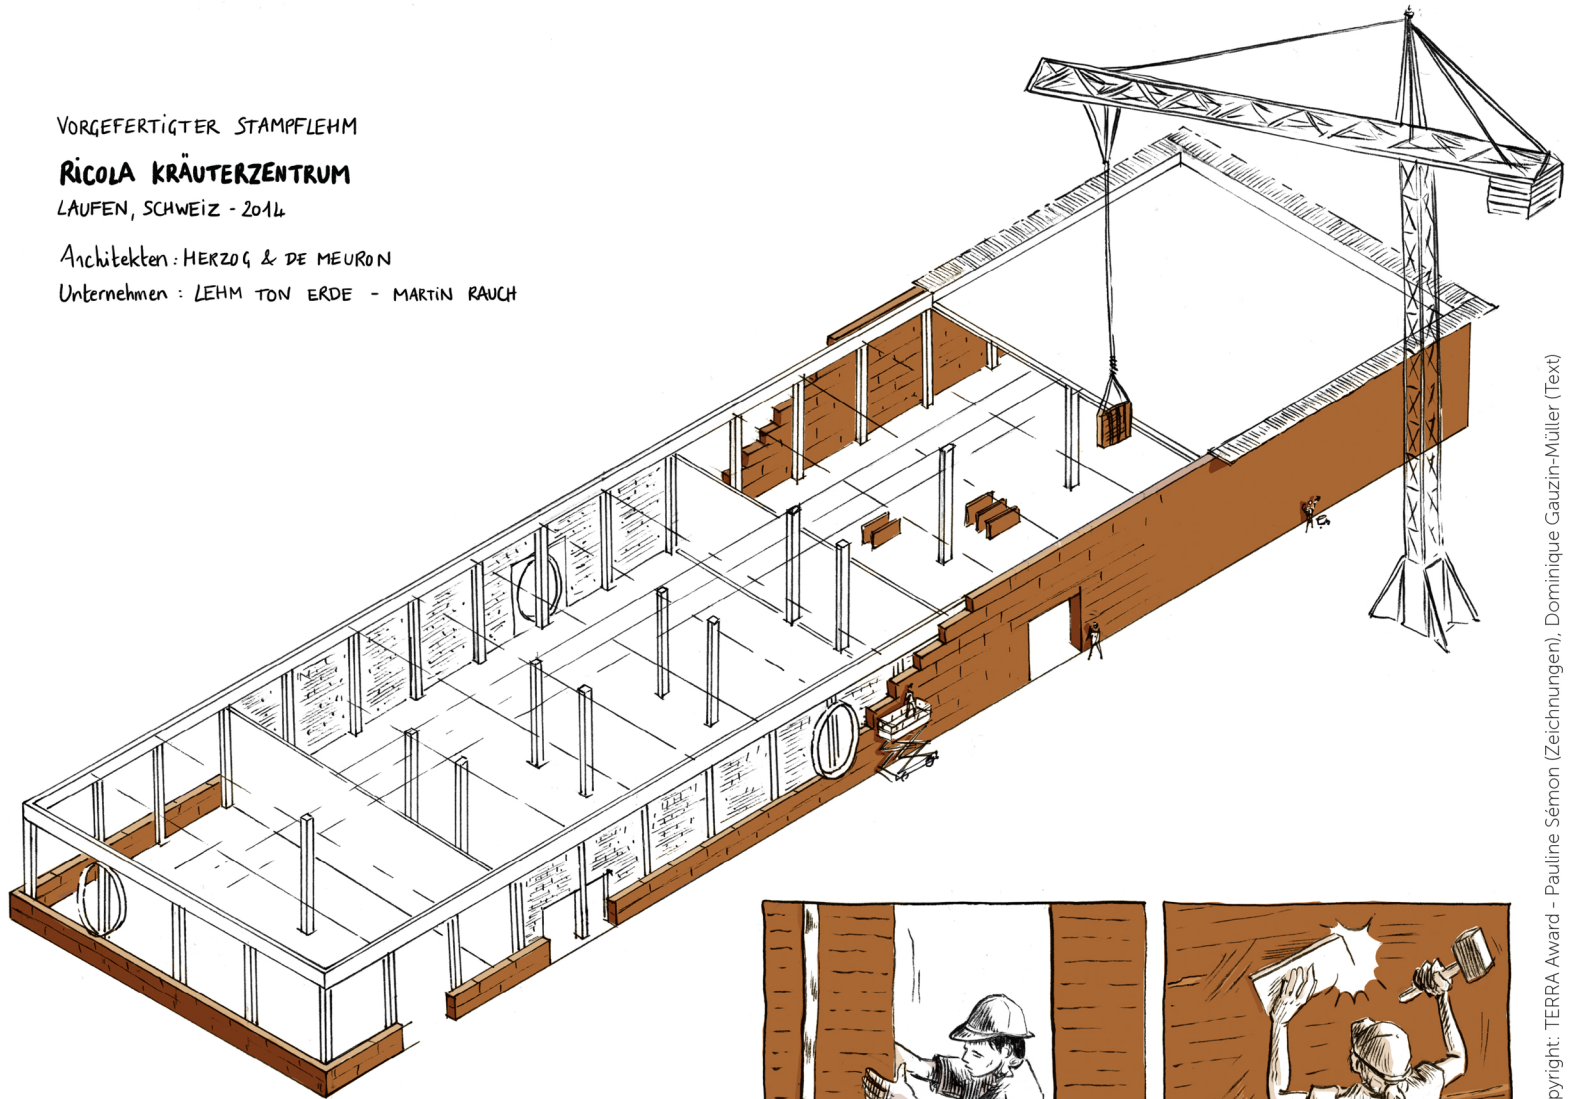 VORGEFERTIGTER STAMPFLEHM
RICOLA KRÄUTERZENTRUM
LAUFEN, SCHWEIZ - 2014
Architekten : HERZOG & DE MEURON
Unternehmen : LEHM TON ERDE - MARTIN RAUCH
pyright: TERRA Award - Pauline Sémon (Zeichnungen), Dominique Gauzin-Müller (Text)